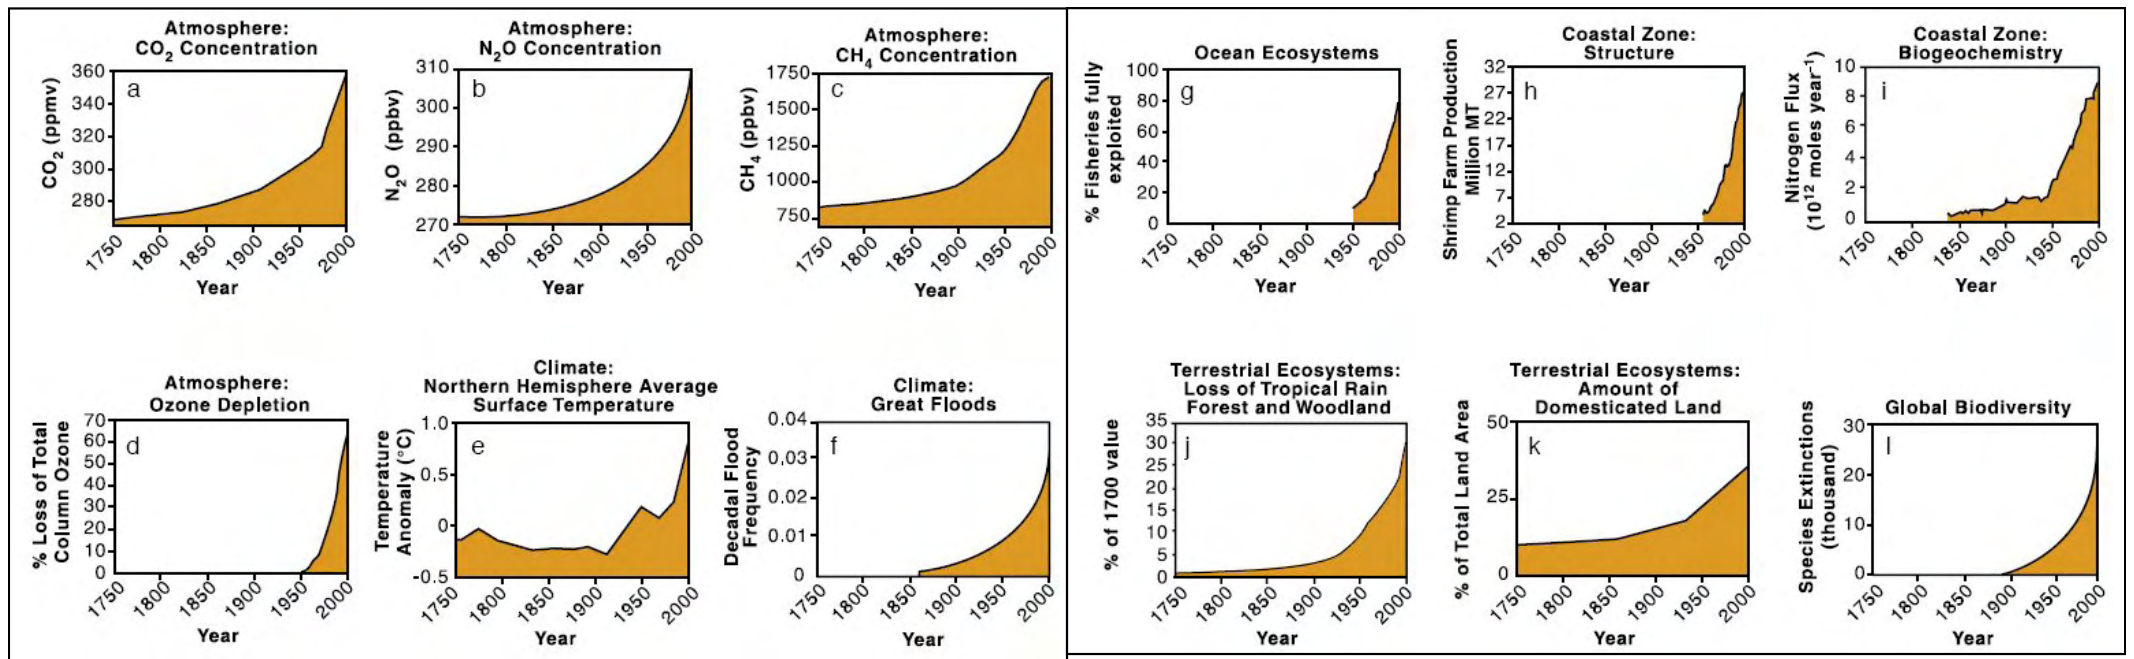 Atmosphere:
CO2 Concentration
a
CO2 (ppmv)
360
340
320
300
280
1750 1800 1850 1900 1950 2000
Year
Atmosphere:
N2O Concentration
b
N2O (ppbv)
310
300
290
280
270
1750 1800 1850 1900 1950 2000
Year
Atmosphere:
CH4 Concentration
c
CH4 (ppbv)
1750
1500
1250
1000
750
1750 1800 1850 1900 1950 2000
Year
Atmosphere:
Ozone Depletion
d
% Loss of Total
Column Ozone
70
60
50
40
30
20
10
0
1750 1800 1850 1900 1950 2000
Year
Climate:
Northern Hemisphere Average
Surface Temperature
e
Temperature
Anomaly (°C)
1.0
0.5
0
-0.5
1750 1800 1850 1900 1950 2000
Year
Climate:
Great Floods
f
Decadal Flood
Frequency
0.04
0.03
0.02
0.01
0
1750 1800 1850 1900 1950 2000
Year
Ocean Ecosystems
g
% Fisheries fully
exploited
100
80
60
40
20
0
1750 1800 1850 1900 1950 2000
Year
Coastal Zone:
Structure
h
Shrimp Farm Production
Million MT
32
27
22
17
12
7
2
1750 1800 1850 1900 1950 2000
Year
Coastal Zone:
Biogeochemistry
i
Nitrogen Flux
(10¹² moles year⁻¹)
10
8
6
4
2
0
1750 1800 1850 1900 1950 2000
Year
Terrestrial Ecosystems:
Loss of Tropical Rain
Forest and Woodland
j
% of 1700 value
35
30
25
20
15
10
5
0
1750 1800 1850 1900 1950 2000
Year
Terrestrial Ecosystems:
Amount of
Domesticated Land
k
% of Total Land Area
50
25
0
1750 1800 1850 1900 1950 2000
Year
Global Biodiversity
l
Species Extinctions
(thousand)
30
20
10
0
1750 1800 1850 1900 1950 2000
Year